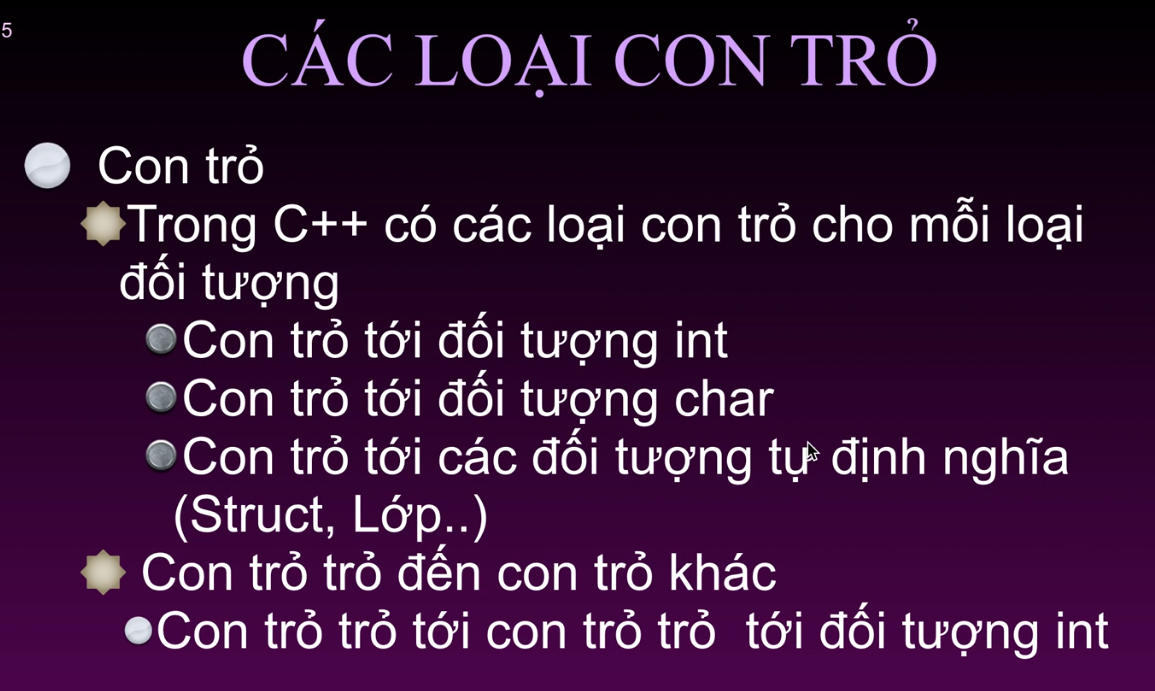 5
CÁC LOẠI CON TRỎ
Con trỏ
Trong C++ có các loại con trỏ cho mỗi loại
đối tượng
Con trỏ tới đối tượng int
Con trỏ tới đối tượng char
Con trỏ tới các đối tượng tự định nghĩa
(Struct, Lớp..)
Con trỏ trỏ đến con trỏ khác
Con trỏ trỏ tới con trỏ trỏ tới đối tượng int